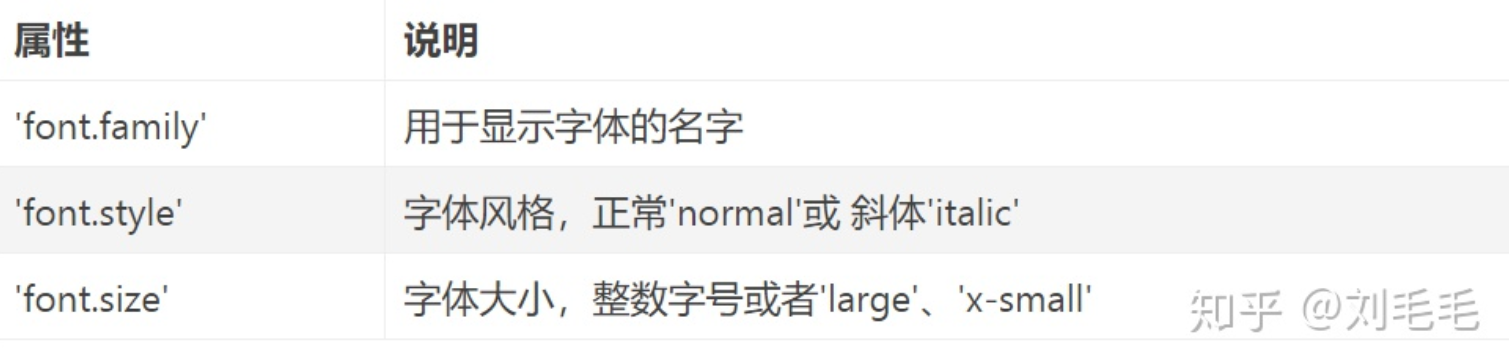 属性 说明
'font.family' 用于显示字体的名字
'font.style' 字体风格，正常'normal'或 斜体'italic'
'font.size' 字体大小，整数字号或者'large'、'x-small'
知乎 @刘毛毛